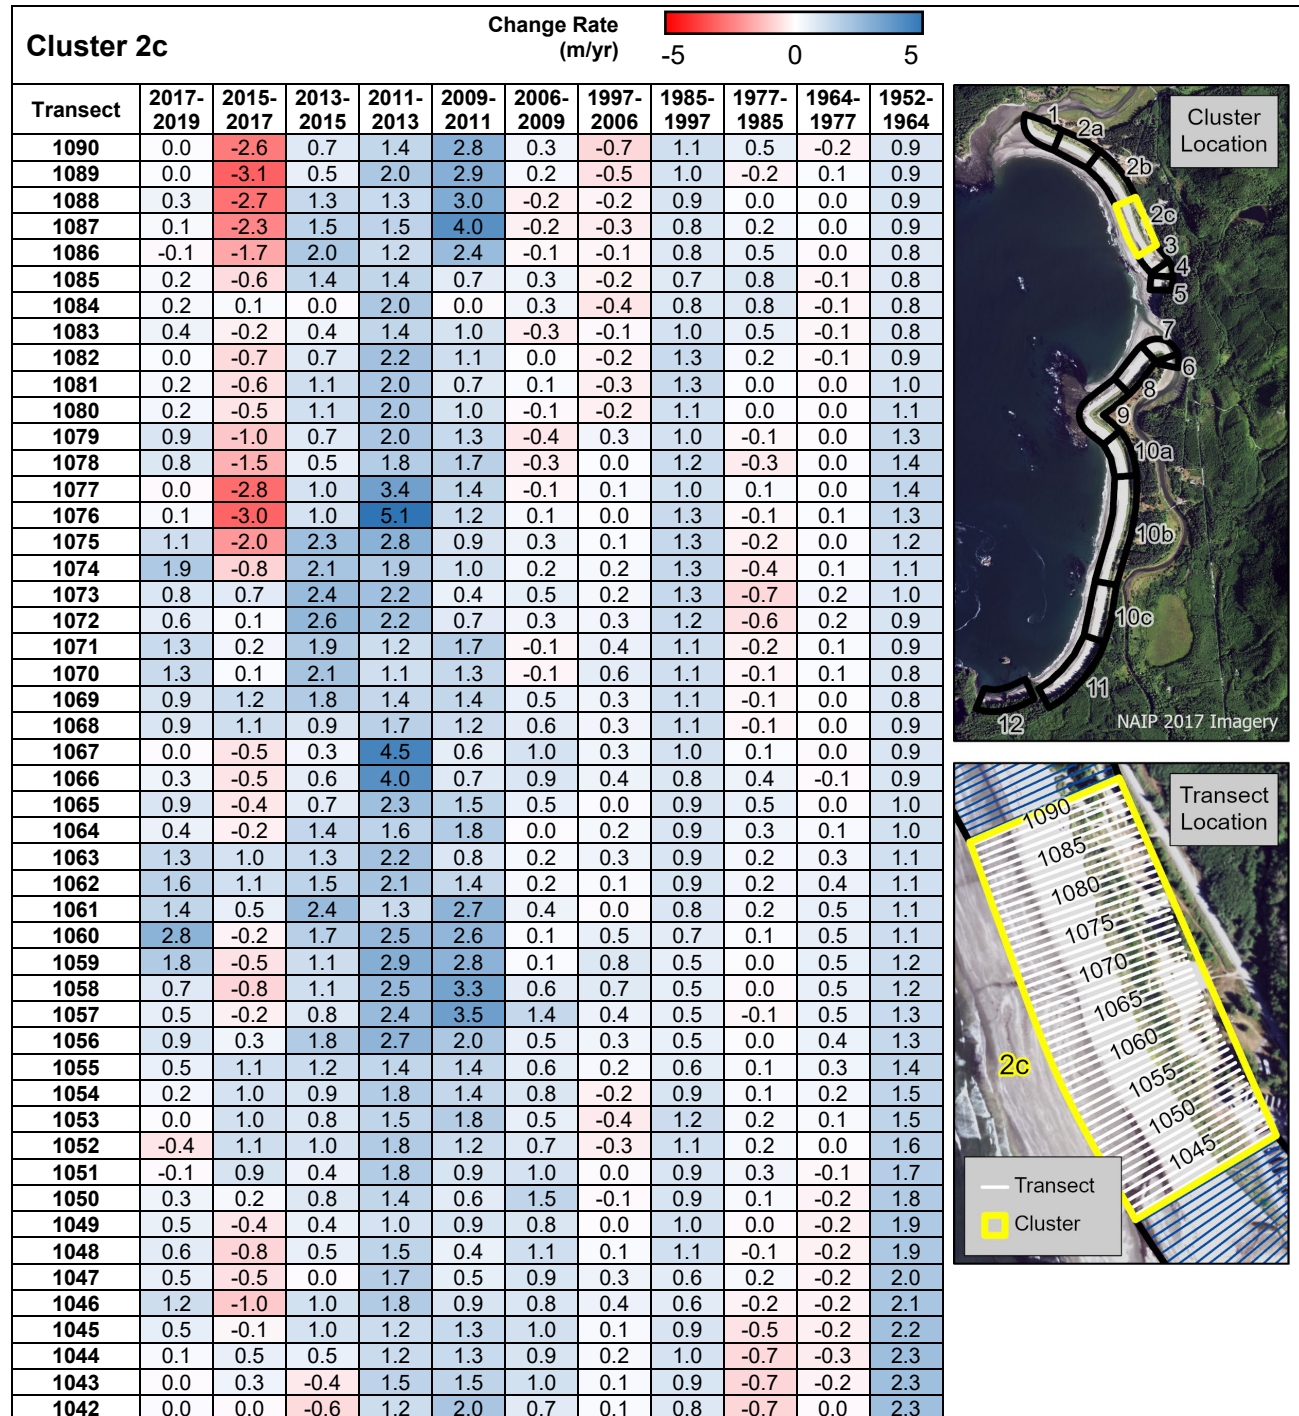 Cluster 2c
Change Rate
(m/yr)
-5 0 5
Transect 2017-2019 2015-2017 2013-2015 2011-2013 2009-2011 2006-2009 1997-2006 1985-1997 1977-1985 1964-1977 1952-1964
1090 0.0 -2.6 0.7 1.4 2.8 0.3 -0.7 1.1 0.5 -0.2 0.9
1089 0.0 -3.1 0.5 2.0 2.9 0.2 -0.5 1.0 -0.2 0.1 0.9
1088 0.3 -2.7 1.3 1.3 3.0 -0.2 -0.2 0.9 0.0 0.0 0.9
1087 0.1 -2.3 1.5 1.5 4.0 -0.2 -0.3 0.8 0.2 0.0 0.9
1086 -0.1 -1.7 2.0 1.2 2.4 -0.1 -0.1 0.8 0.5 0.0 0.8
1085 0.2 -0.6 1.4 1.4 0.7 0.3 -0.2 0.7 0.8 -0.1 0.8
1084 0.2 0.1 0.0 2.0 0.0 0.3 -0.4 0.8 0.8 -0.1 0.8
1083 0.4 -0.2 0.4 1.4 1.0 -0.3 -0.1 1.0 0.5 -0.1 0.8
1082 0.0 -0.7 0.7 2.2 1.1 0.0 -0.2 1.3 0.2 -0.1 0.9
1081 0.2 -0.6 1.1 2.0 0.7 0.1 -0.3 1.3 0.0 0.0 1.0
1080 0.2 -0.5 1.1 2.0 1.0 -0.1 -0.2 1.1 0.0 0.0 1.1
1079 0.9 -1.0 0.7 2.0 1.3 -0.4 0.3 1.0 -0.1 0.0 1.3
1078 0.8 -1.5 0.5 1.8 1.7 -0.3 0.0 1.2 -0.3 0.0 1.4
1077 0.0 -2.8 1.0 3.4 1.4 -0.1 0.1 1.0 0.1 0.0 1.4
1076 0.1 -3.0 1.0 5.1 1.2 0.1 0.0 1.3 -0.1 0.1 1.3
1075 1.1 -2.0 2.3 2.8 0.9 0.3 0.1 1.3 -0.2 0.0 1.2
1074 1.9 -0.8 2.1 1.9 1.0 0.2 0.2 1.3 -0.4 0.1 1.1
1073 0.8 0.7 2.4 2.2 0.4 0.5 0.2 1.3 -0.7 0.2 1.0
1072 0.6 0.1 2.6 2.2 0.7 0.3 0.3 1.2 -0.6 0.2 0.9
1071 1.3 0.2 1.9 1.2 1.7 -0.1 0.4 1.1 -0.2 0.1 0.9
1070 1.3 0.1 2.1 1.1 1.3 -0.1 0.6 1.1 -0.1 0.1 0.8
1069 0.9 1.2 1.8 1.4 1.4 0.5 0.3 1.1 -0.1 0.0 0.8
1068 0.9 1.1 0.9 1.7 1.2 0.6 0.3 1.1 -0.1 0.0 0.9
1067 0.0 -0.5 0.3 4.5 0.6 1.0 0.3 1.0 0.1 0.0 0.9
1066 0.3 -0.5 0.6 4.0 0.7 0.9 0.4 0.8 0.4 -0.1 0.9
1065 0.9 -0.4 0.7 2.3 1.5 0.5 0.0 0.9 0.5 0.0 1.0
1064 0.4 -0.2 1.4 1.6 1.8 0.0 0.2 0.9 0.3 0.1 1.0
1063 1.3 1.0 1.3 2.2 0.8 0.2 0.3 0.9 0.2 0.3 1.1
1062 1.6 1.1 1.5 2.1 1.4 0.2 0.1 0.9 0.2 0.4 1.1
1061 1.4 0.5 2.4 1.3 2.7 0.4 0.0 0.8 0.2 0.5 1.1
1060 2.8 -0.2 1.7 2.5 2.6 0.1 0.5 0.7 0.1 0.5 1.1
1059 1.8 -0.5 1.1 2.9 2.8 0.1 0.8 0.5 0.0 0.5 1.2
1058 0.7 -0.8 1.1 2.5 3.3 0.6 0.7 0.5 0.0 0.5 1.2
1057 0.5 -0.2 0.8 2.4 3.5 1.4 0.4 0.5 -0.1 0.5 1.3
1056 0.9 0.3 1.8 2.7 2.0 0.5 0.3 0.5 0.0 0.4 1.3
1055 0.5 1.1 1.2 1.4 1.4 0.6 0.2 0.6 0.1 0.3 1.4
1054 0.2 1.0 0.9 1.8 1.4 0.8 -0.2 0.9 0.1 0.2 1.5
1053 0.0 1.0 0.8 1.5 1.8 0.5 -0.4 1.2 0.2 0.1 1.5
1052 -0.4 1.1 1.0 1.8 1.2 0.7 -0.3 1.1 0.2 0.0 1.6
1051 -0.1 0.9 0.4 1.8 0.9 1.0 0.0 0.9 0.3 -0.1 1.7
1050 0.3 0.2 0.8 1.4 0.6 1.5 -0.1 0.9 0.1 -0.2 1.8
1049 0.5 -0.4 0.4 1.0 0.9 0.8 0.0 1.0 0.0 -0.2 1.9
1048 0.6 -0.8 0.5 1.5 0.4 1.1 0.1 1.1 -0.1 -0.2 1.9
1047 0.5 -0.5 0.0 1.7 0.5 0.9 0.3 0.6 0.2 -0.2 2.0
1046 1.2 -1.0 1.0 1.8 0.9 0.8 0.4 0.6 -0.2 -0.2 2.1
1045 0.5 -0.1 1.0 1.2 1.3 1.0 0.1 0.9 -0.5 -0.2 2.2
1044 0.1 0.5 0.5 1.2 1.3 0.9 0.2 1.0 -0.7 -0.3 2.3
1043 0.0 0.3 -0.4 1.5 1.5 1.0 0.1 0.9 -0.7 -0.2 2.3
1042 0.0 0.0 -0.6 1.2 2.0 0.7 0.1 0.8 -0.7 0.0 2.3
Cluster
Location
1
2a
2b
2c
3
4
5
7
6
8
9
10a
10b
10c
11
12
NAIP 2017 Imagery
Transect
Location
1090
1085
1080
1075
1070
1065
1060
1055
1050
1045
2c
Transect
Cluster